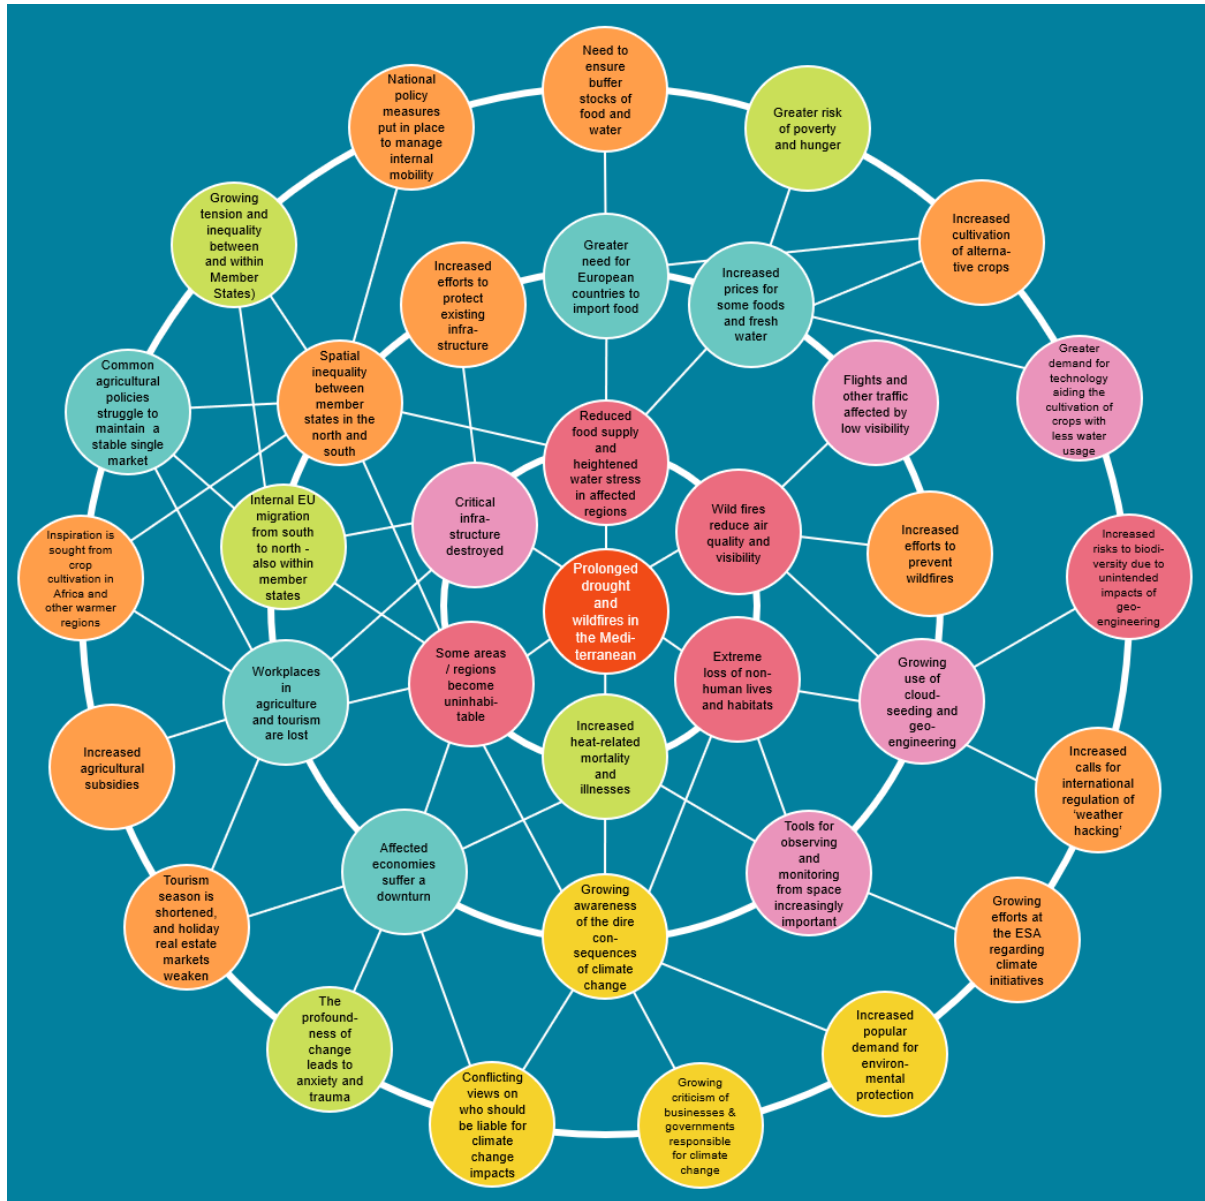 Need to
ensure
buffer
stocks of
food and
water
National
policy
measures
put in place
to manage
internal
mobility
Greater risk
of poverty
and hunger
Growing
tension and
inequality
between
and within
Member
States)
Increased
cultivation
of alterna-
tive crops
Increased
efforts to
protect
existing
infra-
structure
Greater
need for
European
countries to
import food
Increased
prices for
some foods
and fresh
water
Common
agricultural
policies
struggle to
maintain a
stable single
market
Spatial
inequality
between
member
states in the
north and
south
Flights and
other traffic
affected by
low visibility
Greater
demand for
technology
aiding the
cultivation of
crops with
less water
usage
Reduced
food supply
and
heightened
water stress
in affected
regions
Critical
infra-
structure
destroyed
Wild fires
reduce air
quality and
visibility
Internal EU
migration
from south
to north -
also within
member
states
Increased
efforts to
prevent
wildfires
Inspiration is
sought from
crop
cultivation in
Africa and
other warmer
regions
Increased
risks to biodi-
versity due to
unintended
impacts of
geo-
engineering
Prolonged
drought and
wildfires in
the Medi-
terranean
Some areas
/ regions
become
uninhabi-
table
Extreme
loss of non-
human lives
and habitats
Workplaces
in
agriculture
and tourism
are lost
Growing
use of
cloud-
seeding and
geo-
engineering
Increased
heat-related
mortality
and
illnesses
Increased
agricultural
subsidies
Increased
calls for
international
regulation of
‘weather
hacking’
Affected
economies
suffer a
downturn
Tools for
observing
and
monitoring
from space
increasingly
important
Growing
awareness
of the dire
con-
sequences
of climate
change
Tourism
season is
shortened,
and holiday
real estate
markets
weaken
Growing
efforts at
the ESA
regarding
climate
initiatives
The
profound-
ness of
change
leads to
anxiety and
trauma
Increased
popular
demand for
environ-
mental
protection
Conflicting
views on
who should
be liable for
climate
change
impacts
Growing
criticism of
businesses &
governments
responsible
for climate
change